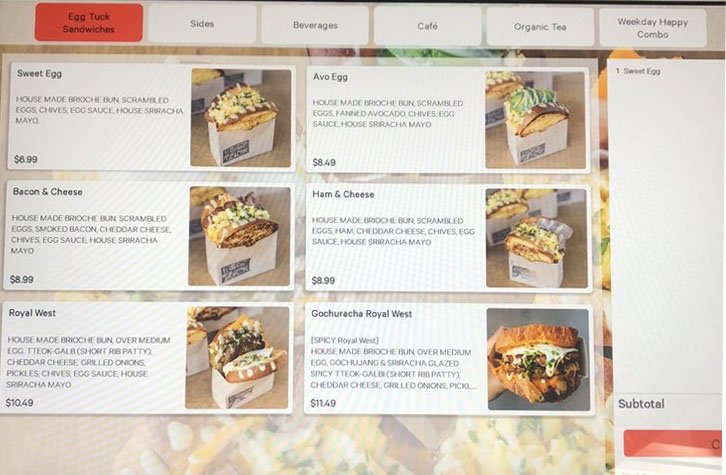 Egg Tuck
Sandwiches
Sides
Beverages
Café
Organic Tea
Weekday Happy
Combo
Sweet Egg
HOUSE MADE BRIOCHE BUN, SCRAMBLED
EGGS, CHIVES, EGG SAUCE, HOUSE SRIRACHA
MAYO.
$6.99
Avo Egg
HOUSE MADE BRIOCHE BUN, SCRAMBLED
EGGS, FANNED AVOCADO, CHIVES, EGG
SAUCE, HOUSE SRIRACHA MAYO
$8.49
Bacon & Cheese
HOUSE MADE BRIOCHE BUN, SCRAMBLED
EGGS, SMOKED BACON, CHEDDAR CHEESE,
CHIVES, EGG SAUCE, HOUSE SRIRACHA
MAYO
$8.99
Ham & Cheese
HOUSE MADE BRIOCHE BUN, SCRAMBLED
EGGS, HAM, CHEDDAR CHEESE, CHIVES, EGG
SAUCE, HOUSE SRIRACHA MAYO
$8.99
Royal West
HOUSE MADE BRIOCHE BUN, OVER MEDIUM
EGG, TTEOK-GALBI (SHORT RIB PATTY),
CHEDDAR CHEESE, GRILLED ONIONS,
PICKLES, CHIVES, EGG SAUCE, HOUSE
SRIRACHA MAYO
$10.49
Gochuracha Royal West
[SPICY Royal West]
HOUSE MADE BRIOCHE BUN, OVER MEDIUM
EGG, GOCHUJANG & SRIRACHA GLAZED
SPICY TTEOK-GALBI (SHORT RIB PATTY),
CHEDDAR CHEESE, GRILLED ONIONS, PICKL...
$11.49
1 Sweet Egg
Subtotal
C